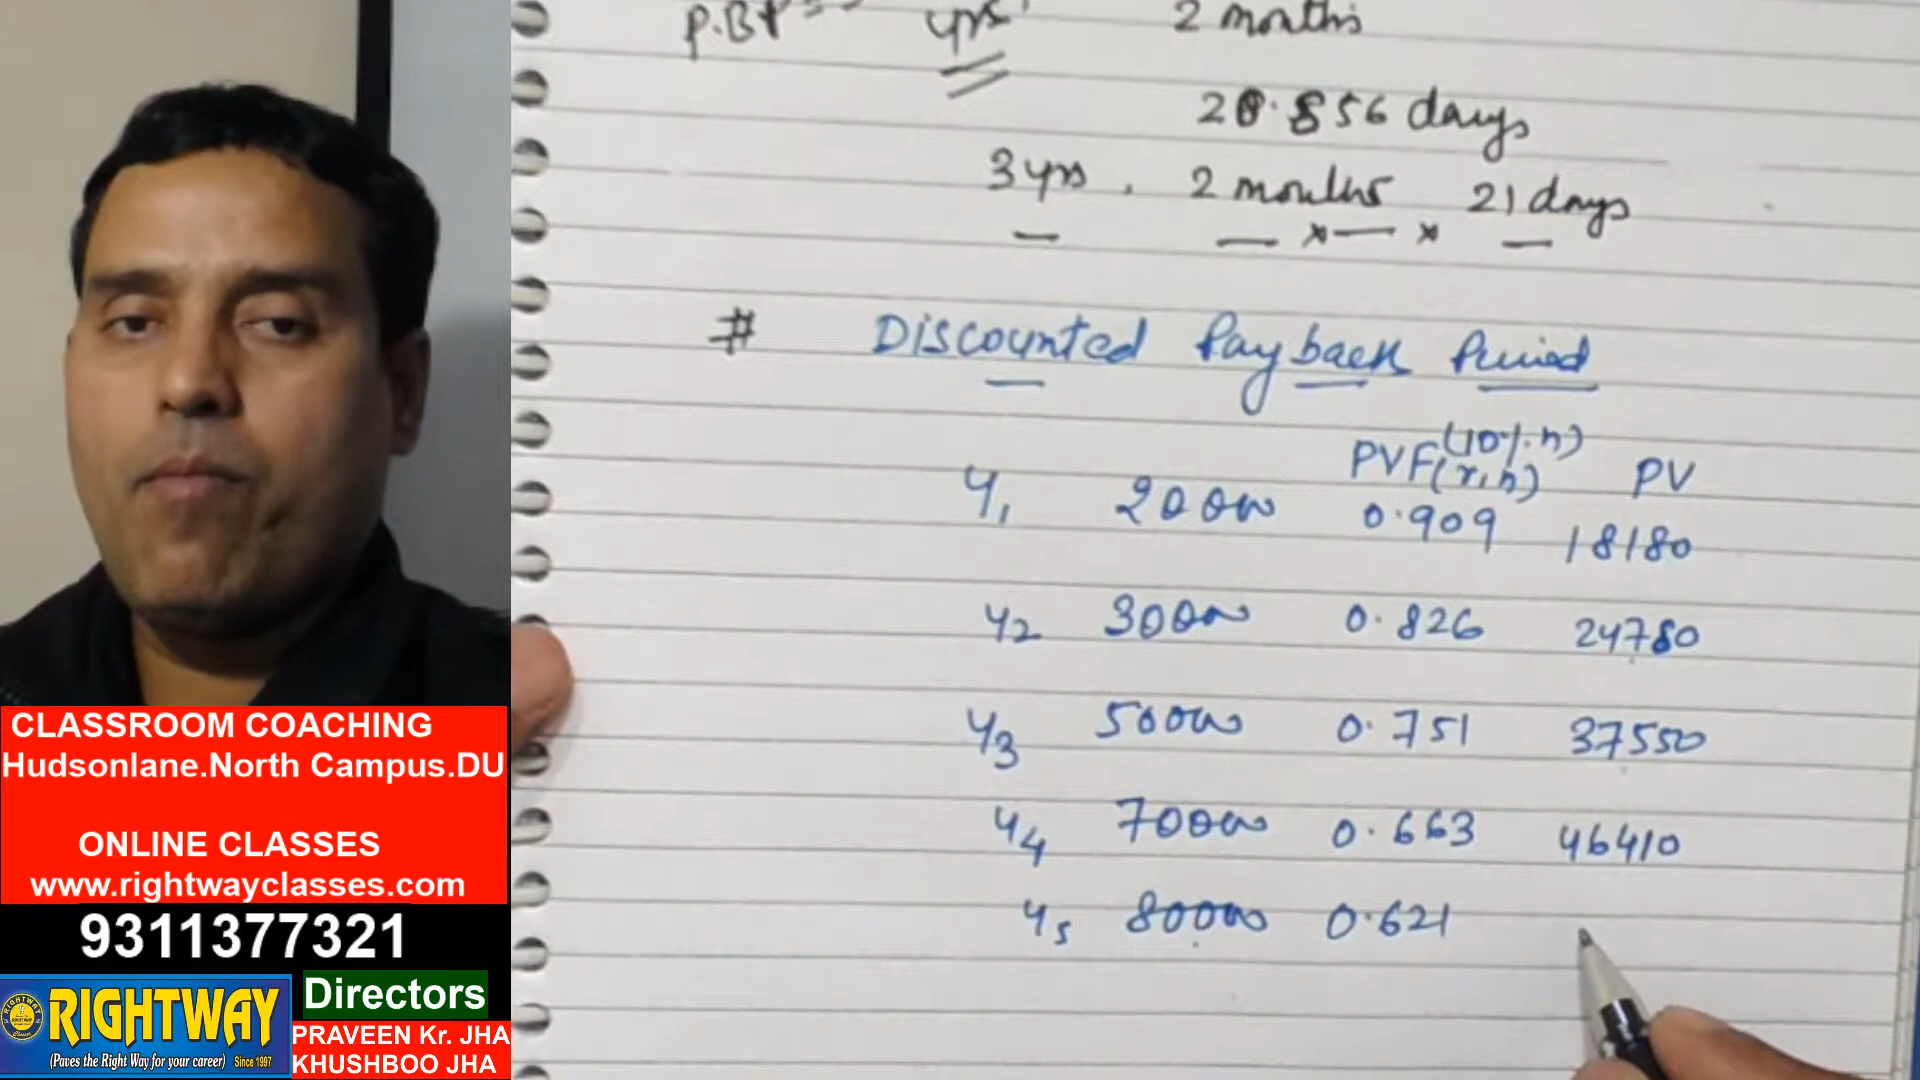 P.BP = yrs. 2 months
20.856 days
3 yrs, 2 months 21 days
# Discounted Payback Period
(10%.n)
PVF(r,n) PV
Y1 20000 0.909 18180
Y2 30000 0.826 24780
Y3 50000 0.751 37550
Y4 70000 0.663 46410
Y5 80000 0.621
CLASSROOM COACHING
Hudsonlane.North Campus.DU
ONLINE CLASSES
www.rightwayclasses.com
9311377321
RIGHTWAY
(Paves the Right Way for your career) Since 1997
Directors
PRAVEEN Kr. JHA
KHUSHBOO JHA